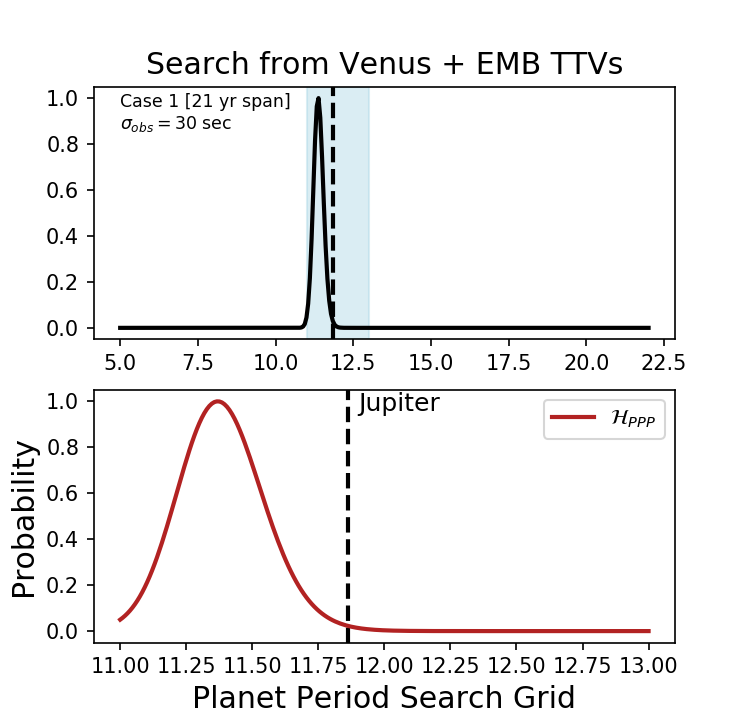 Search from Venus + EMB TTVs
Case 1 [21 yr span]
σ_obs = 30 sec
1.0
0.8
0.6
0.4
0.2
0.0
5.0 7.5 10.0 12.5 15.0 17.5 20.0 22.5
Jupiter
ℋ_PPP
Probability
1.0
0.8
0.6
0.4
0.2
0.0
11.00 11.25 11.50 11.75 12.00 12.25 12.50 12.75 13.00
Planet Period Search Grid